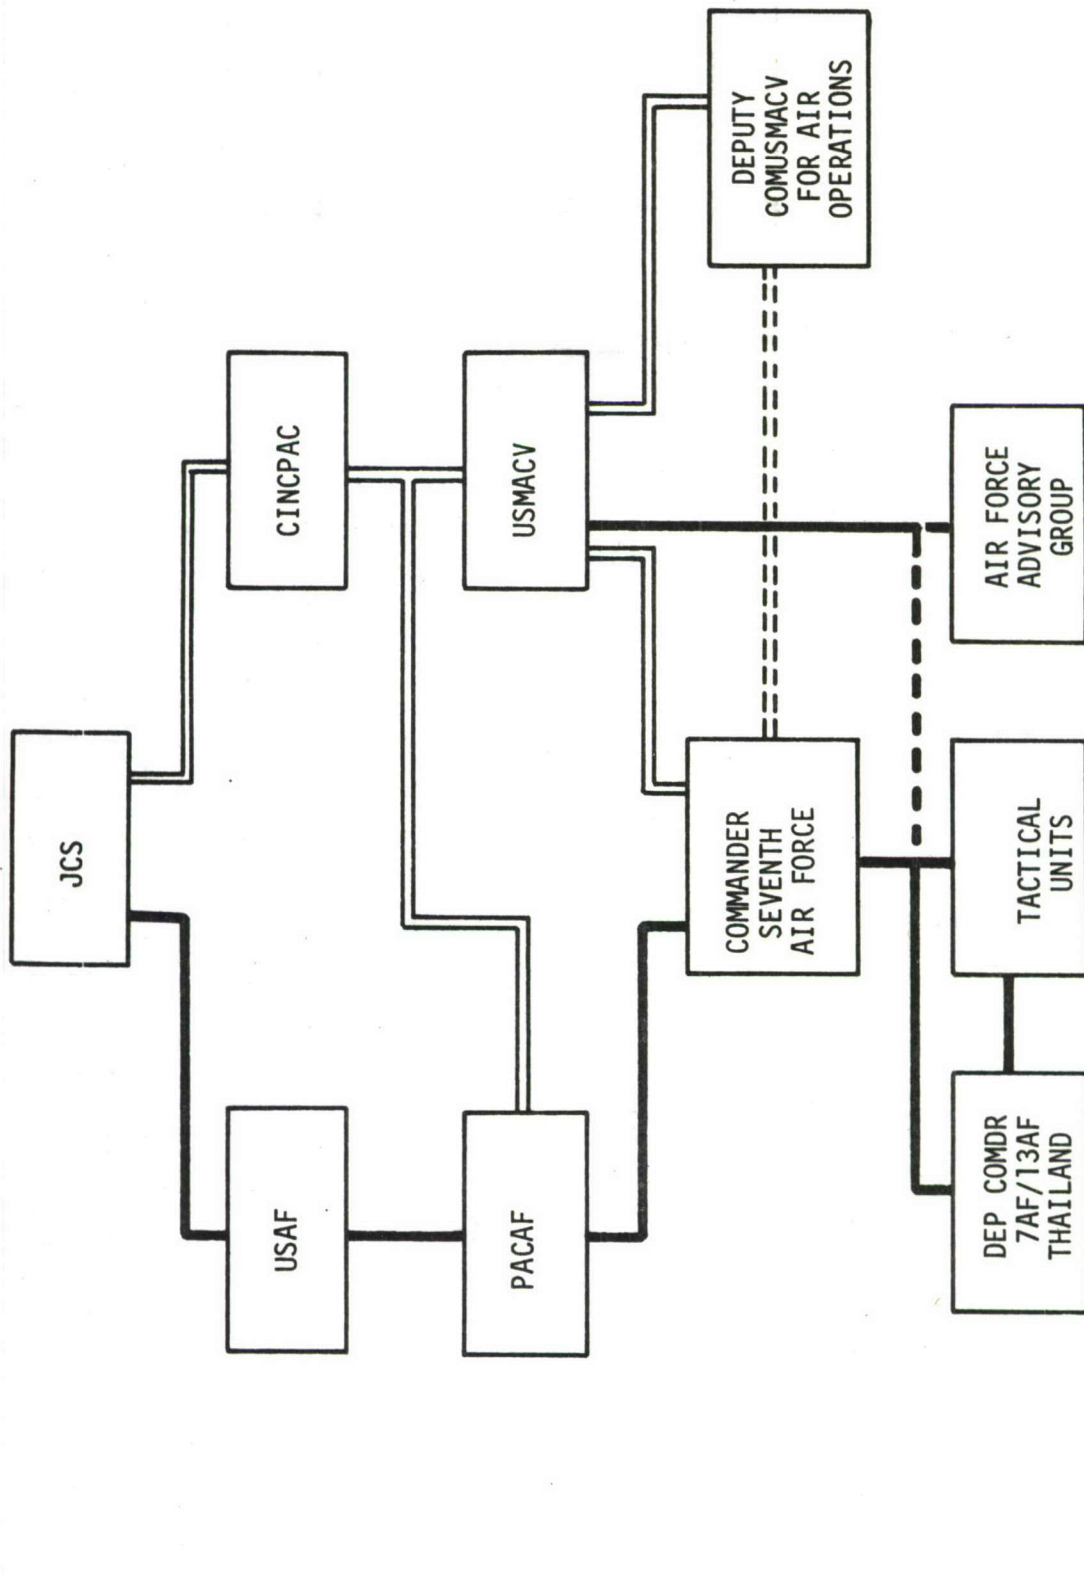 JCS
USAF
CINCPAC
PACAF
USMACV
COMMANDER
SEVENTH
AIR FORCE
DEPUTY
COMUSMACV
FOR AIR
OPERATIONS
DEP COMDR
7AF/13AF
THAILAND
TACTICAL
UNITS
AIR FORCE
ADVISORY
GROUP